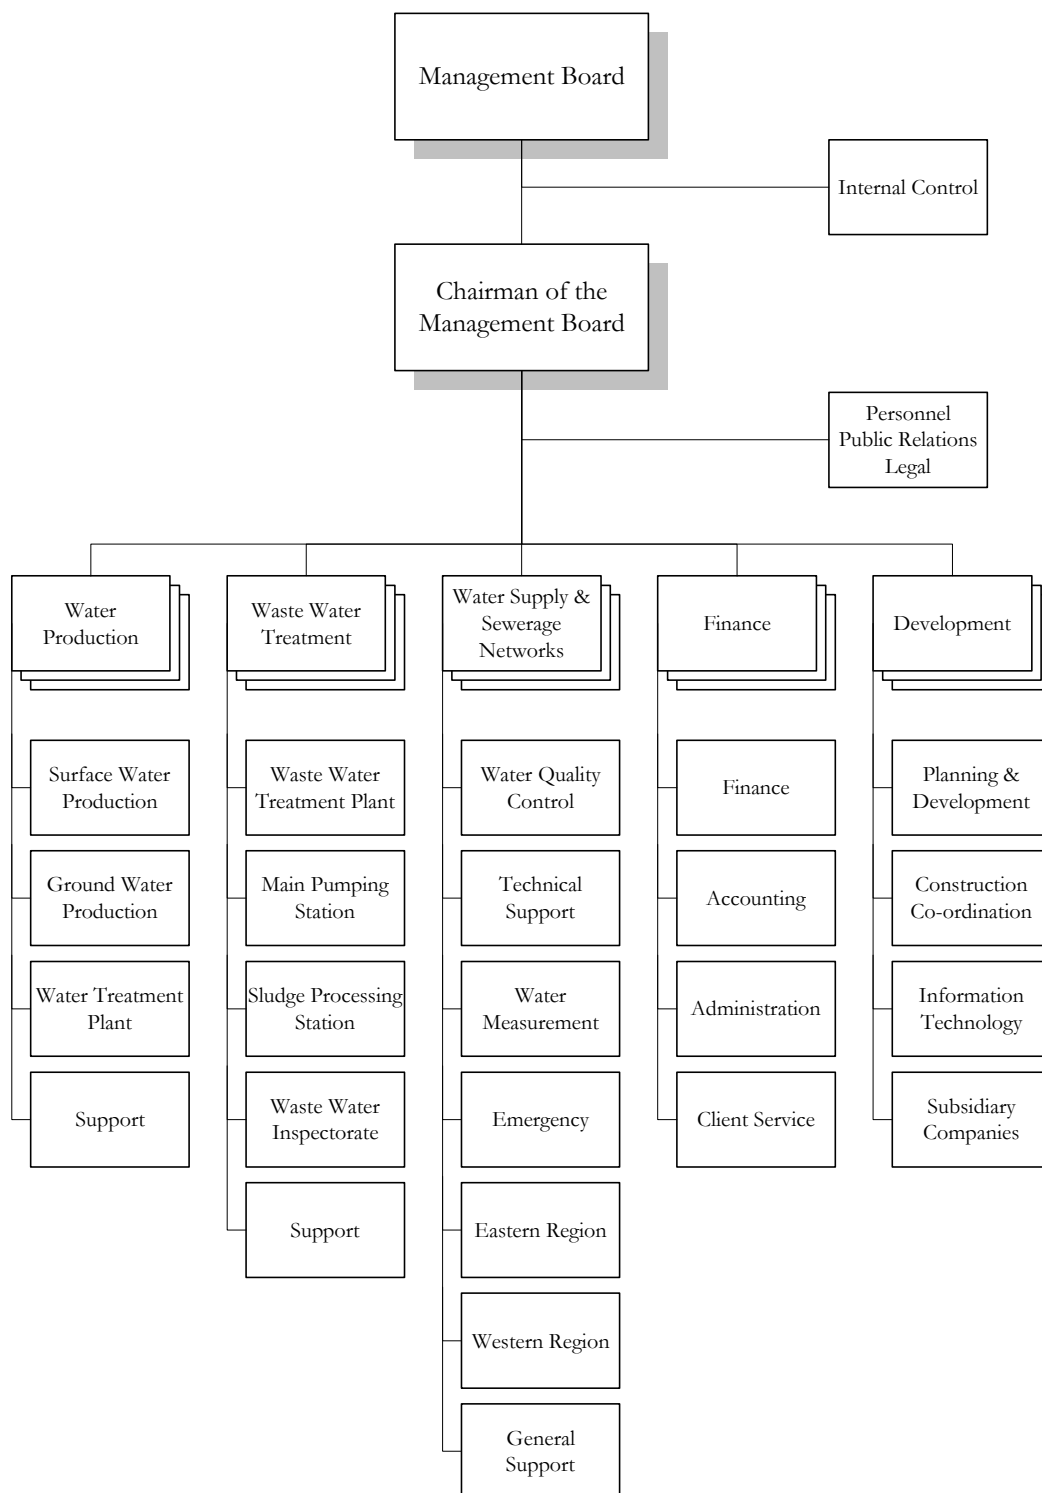 Management Board
Internal Control
Chairman of the
Management Board
Personnel
Public Relations
Legal
Water
Production
Waste Water
Treatment
Water Supply &
Sewerage
Networks
Finance
Development
Surface Water
Production
Ground Water
Production
Water Treatment
Plant
Support
Waste Water
Treatment Plant
Main Pumping
Station
Sludge Processing
Station
Waste Water
Inspectorate
Support
Water Quality
Control
Technical
Support
Water
Measurement
Emergency
Eastern Region
Western Region
General
Support
Finance
Accounting
Administration
Client Service
Planning &
Development
Construction
Co-ordination
Information
Technology
Subsidiary
Companies